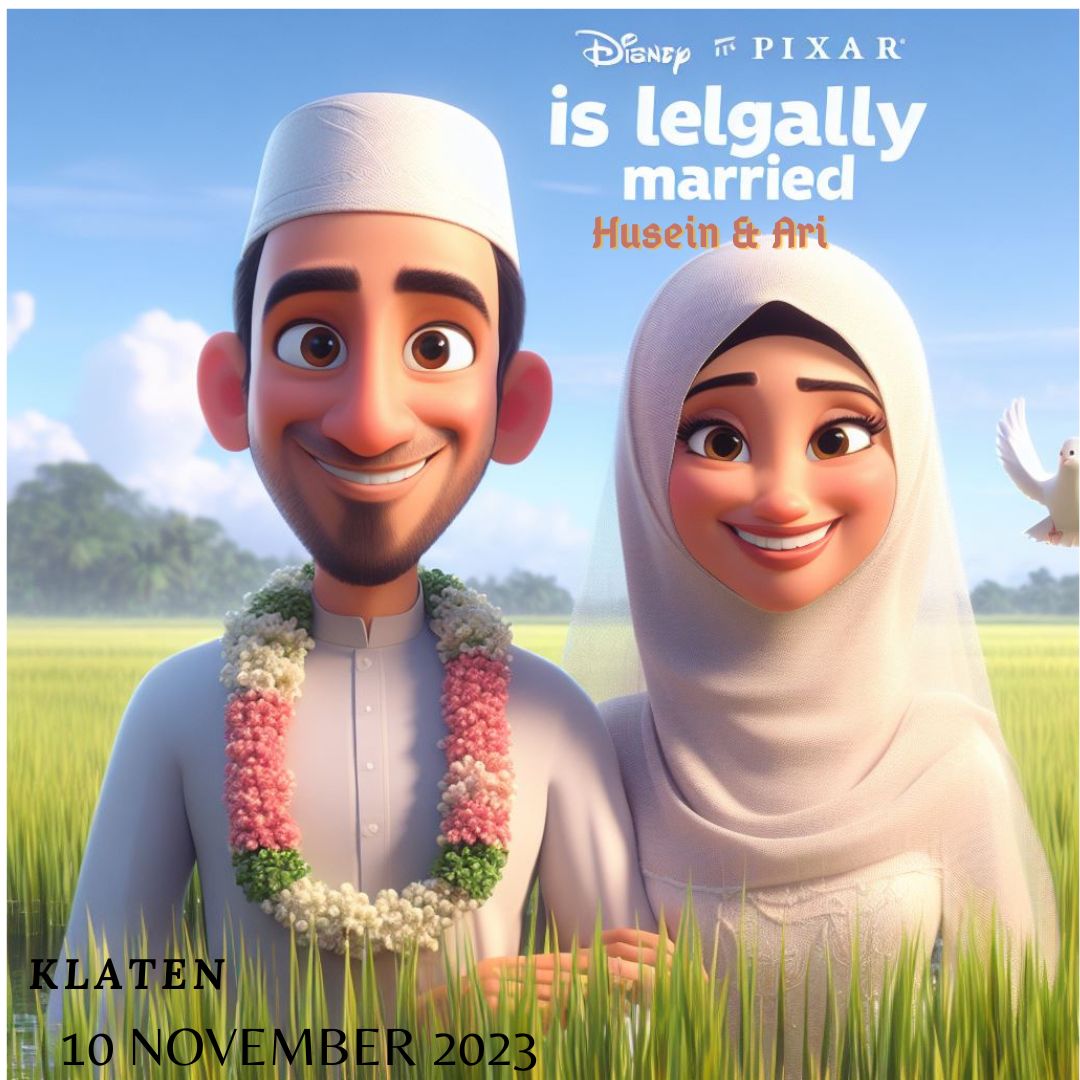 Disney PIXAR
is lelgally
married
Husein & Ari
KLATEN
10 NOVEMBER 2023